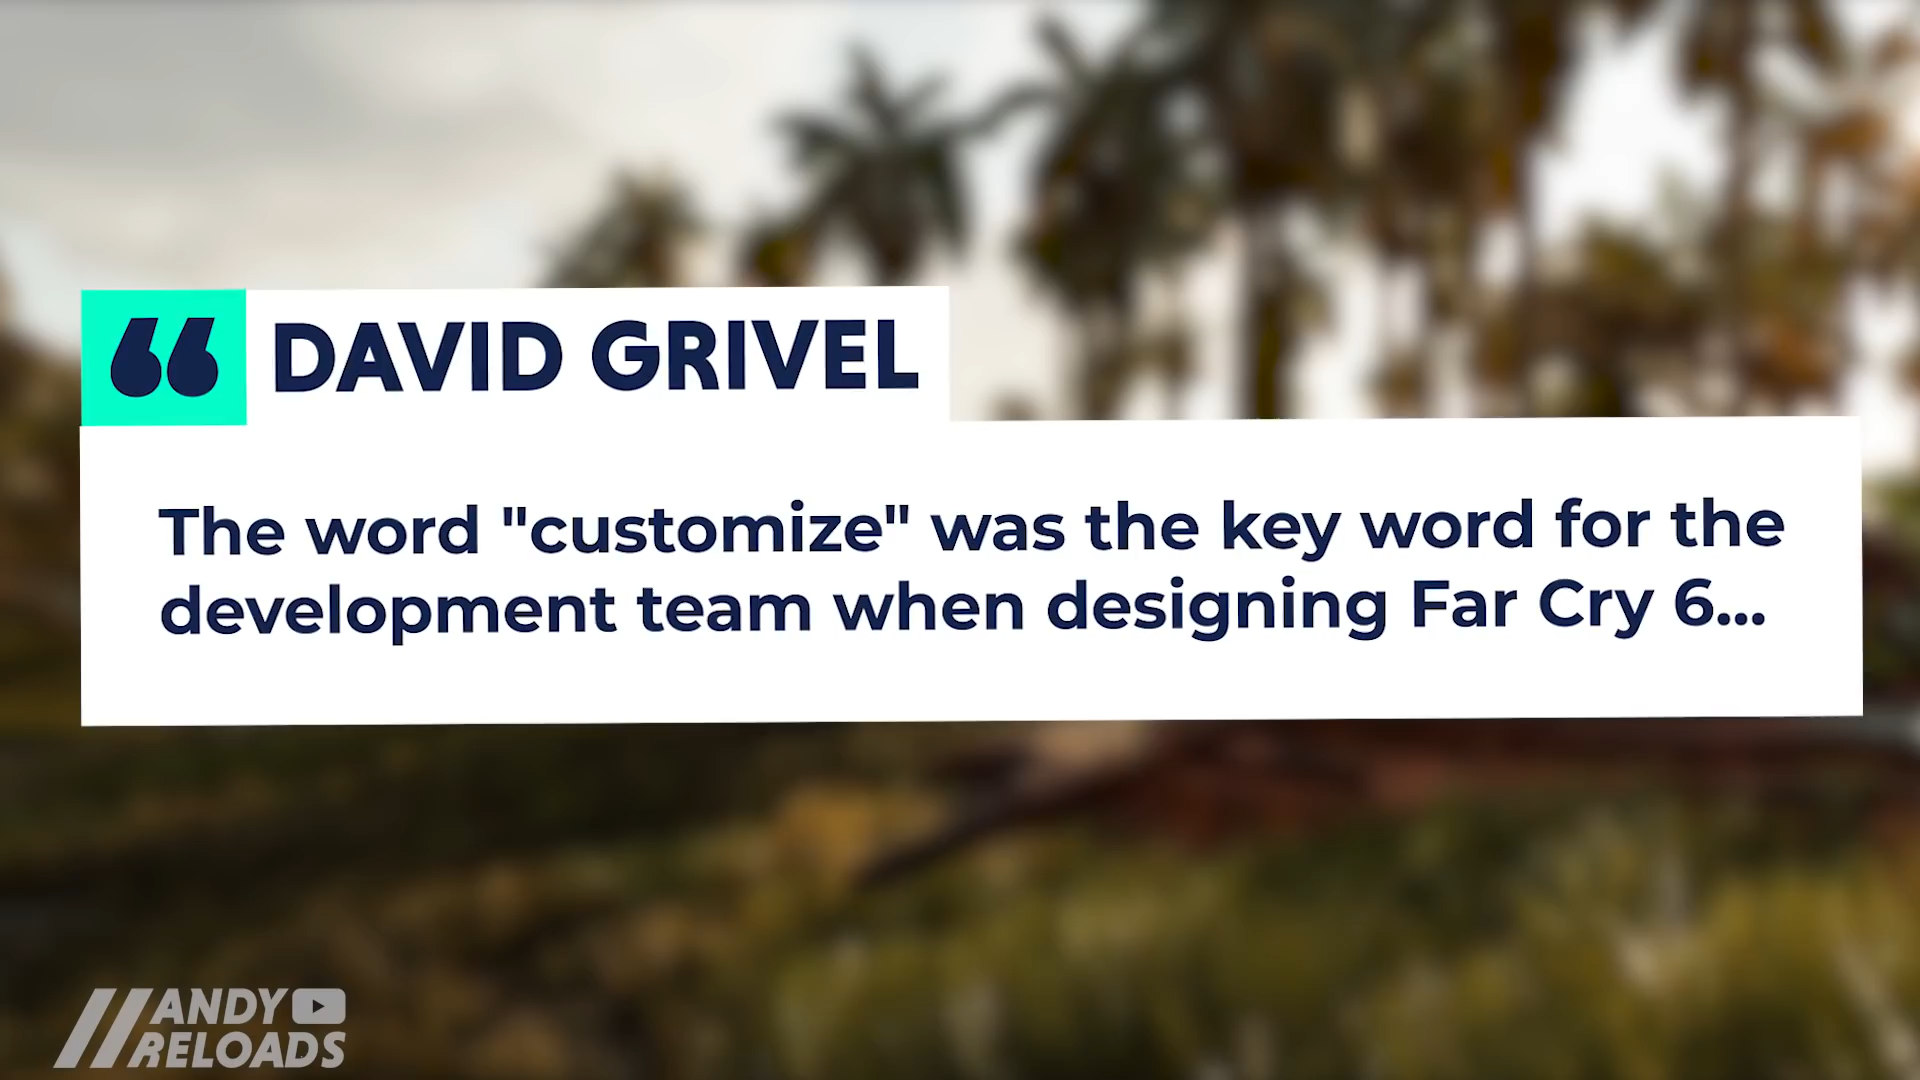 DAVID GRIVEL
The word "customize" was the key word for the
development team when designing Far Cry 6...
ANDY
RELOADS